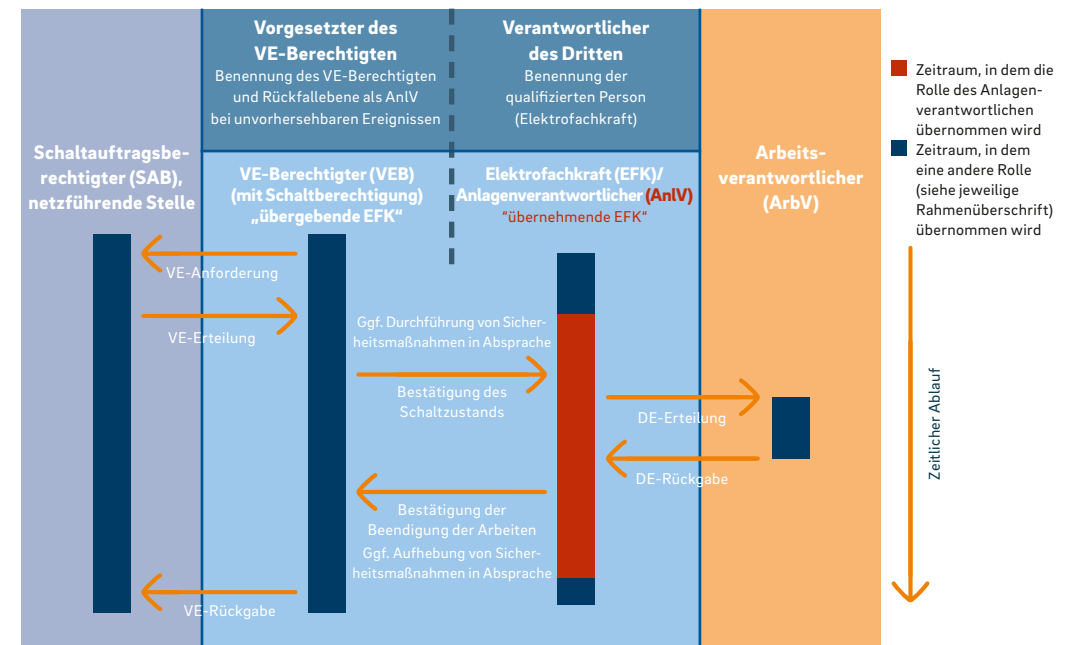 Vorgesetzter des
VE-Berechtigten
Benennung des VE-Berechtigten
und Rückfallebene als AnlV
bei unvorhersehbaren Ereignissen
Verantwortlicher
des Dritten
Benennung der
qualifizierten Person
(Elektrofachkraft)
Zeitraum, in dem die
Rolle des Anlagen-
verantwortlichen
übernommen wird
Zeitraum, in dem
eine andere Rolle
(siehe jeweilige
Rahmenüberschrift)
übernommen wird
Schaltauftragsbe-
rechtigter (SAB),
netzführende Stelle
VE-Berechtigter (VEB)
(mit Schaltberechtigung)
„übergebende EFK“
Elektrofachkraft (EFK)/
Anlagenverantwortlicher (AnlV)
“übernehmende EFK“
Arbeits-
verantwortlicher
(ArbV)
VE-Anforderung
VE-Erteilung
Ggf. Durchführung von Sicher-
heitsmaßnahmen in Absprache
Bestätigung des
Schaltzustands
DE-Erteilung
DE-Rückgabe
Bestätigung der
Beendigung der Arbeiten
Ggf. Aufhebung von Sicher-
heitsmaßnahmen in Absprache
VE-Rückgabe
Zeitlicher Ablauf